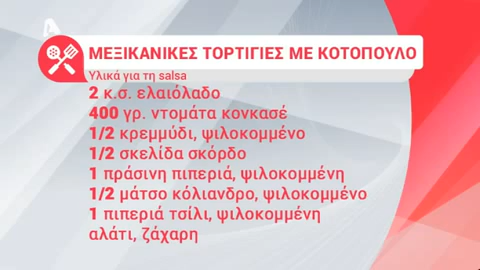 ΜΕΞΙΚΑΝΙΚΕΣ ΤΟΡΤΙΓΙΕΣ ΜΕ ΚΟΤΟΠΟΥΛΟ
Υλικά για τη salsa
2 κ.σ. ελαιόλαδο
400 γρ. ντομάτα κονκασέ
1/2 κρεμμύδι, ψιλοκομμένο
1/2 σκελίδα σκόρδο
1 πράσινη πιπεριά, ψιλοκομμένη
1/2 μάτσο κόλιανδρο, ψιλοκομμένο
1 πιπεριά τσίλι, ψιλοκομμένη
αλάτι, ζάχαρη